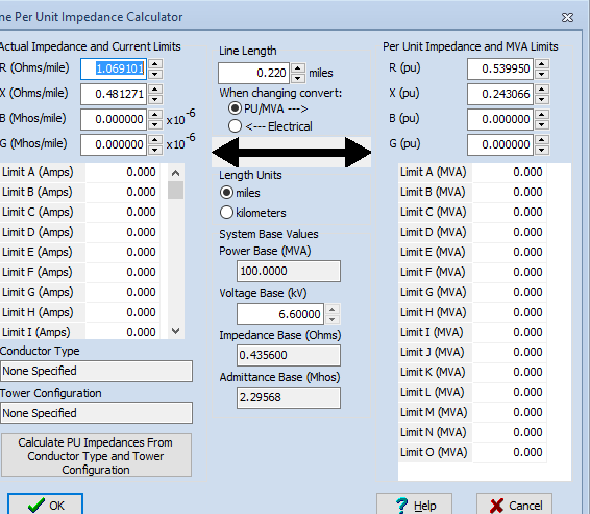 ne Per Unit Impedance Calculator
Actual Impedance and Current Limits
R (Ohms/mile) 1.069101
X (Ohms/mile) 0.481271
B (Mhos/mile) 0.000000 x10-6
G (Mhos/mile) 0.000000 x10-6
Limit A (Amps) 0.000
Limit B (Amps) 0.000
Limit C (Amps) 0.000
Limit D (Amps) 0.000
Limit E (Amps) 0.000
Limit F (Amps) 0.000
Limit G (Amps) 0.000
Limit H (Amps) 0.000
Limit I (Amps) 0.000
Conductor Type
None Specified
Tower Configuration
None Specified
Calculate PU Impedances From
Conductor Type and Tower
Configuration
OK
Line Length
0.220 miles
When changing convert:
PU/MVA --->
<--- Electrical
Length Units
miles
kilometers
System Base Values
Power Base (MVA)
100.0000
Voltage Base (kV)
6.60000
Impedance Base (Ohms)
0.435600
Admittance Base (Mhos)
2.29568
Per Unit Impedance and MVA Limits
R (pu) 0.539950
X (pu) 0.243066
B (pu) 0.000000
G (pu) 0.000000
Limit A (MVA) 0.000
Limit B (MVA) 0.000
Limit C (MVA) 0.000
Limit D (MVA) 0.000
Limit E (MVA) 0.000
Limit F (MVA) 0.000
Limit G (MVA) 0.000
Limit H (MVA) 0.000
Limit I (MVA) 0.000
Limit J (MVA) 0.000
Limit K (MVA) 0.000
Limit L (MVA) 0.000
Limit M (MVA) 0.000
Limit N (MVA) 0.000
Limit O (MVA) 0.000
? Help
Cancel